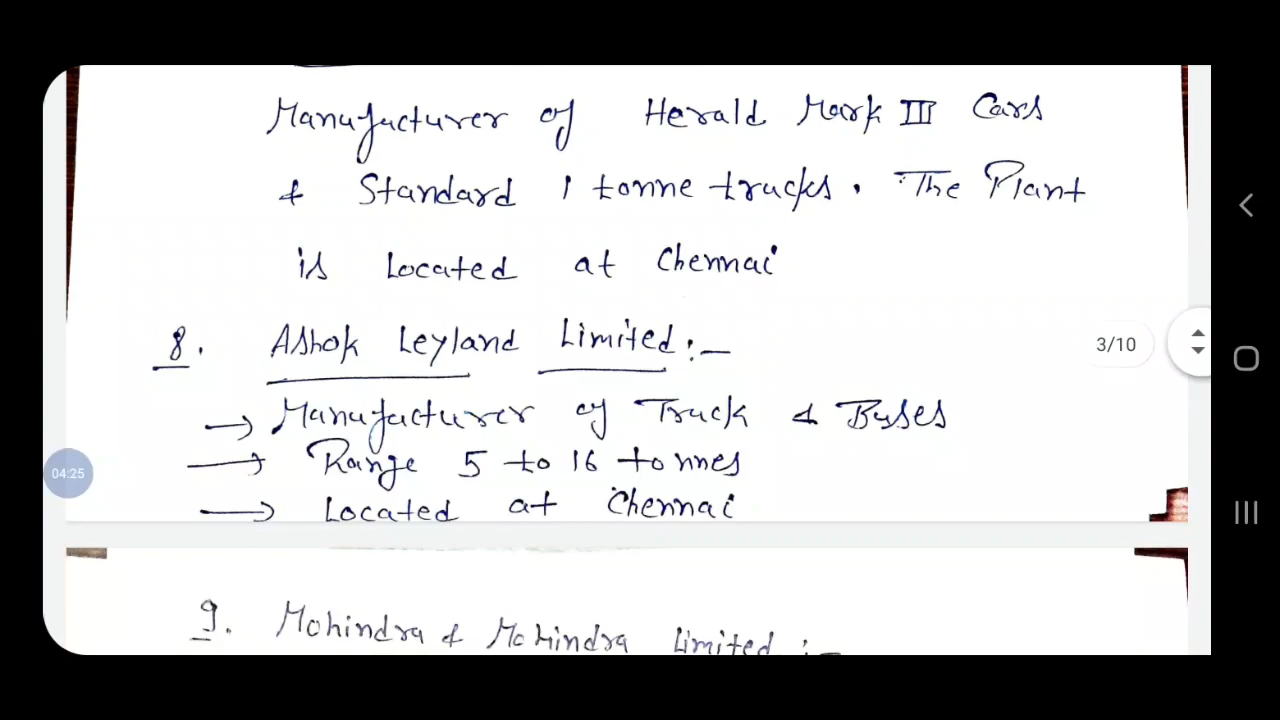 Manufacturer of Herald Mark III Cars
& Standard 1 tonne trucks. The Plant
is Located at Chennai
8. Ashok Leyland Limited :-
3/10
→ Manufacturer of Truck & Buses
→ Range 5 to 16 tonnes
04:25
→ Located at Chennai
9. Mohindra & Mohindra Limited :-